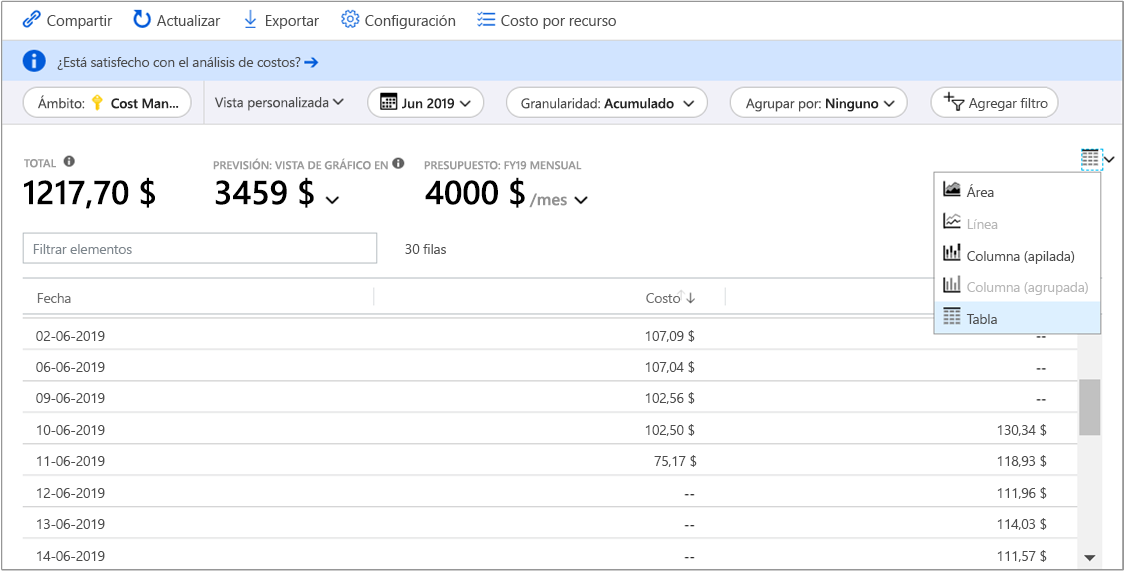 Compartir Actualizar Exportar Configuración Costo por recurso
¿Está satisfecho con el análisis de costos?
Ámbito: Cost Man... Vista personalizada Jun 2019 Granularidad: Acumulado Agrupar por: Ninguno Agregar filtro
TOTAL PREVISIÓN: VISTA DE GRÁFICO EN PRESUPUESTO: FY19 MENSUAL
1217,70 $ 3459 $ 4000 $ /mes
Área
Línea
Columna (apilada)
Columna (agrupada)
Tabla
Filtrar elementos 30 filas
Fecha Costo
02-06-2019 107,09 $ --
06-06-2019 107,04 $ --
09-06-2019 102,56 $ --
10-06-2019 102,50 $ 130,34 $
11-06-2019 75,17 $ 118,93 $
12-06-2019 -- 111,96 $
13-06-2019 -- 114,03 $
14-06-2019 -- 111,57 $